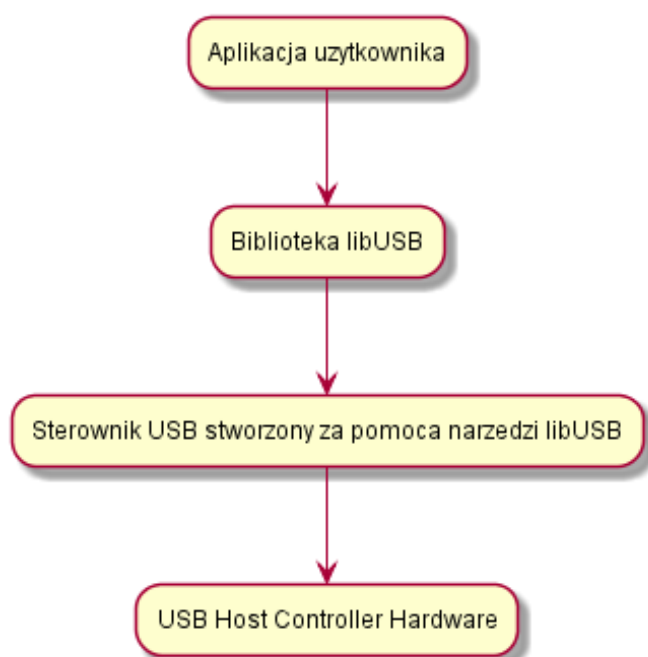 Aplikacja uzytkownika
Biblioteka libUSB
Sterownik USB stworzony za pomoca narzedzi libUSB
USB Host Controller Hardware